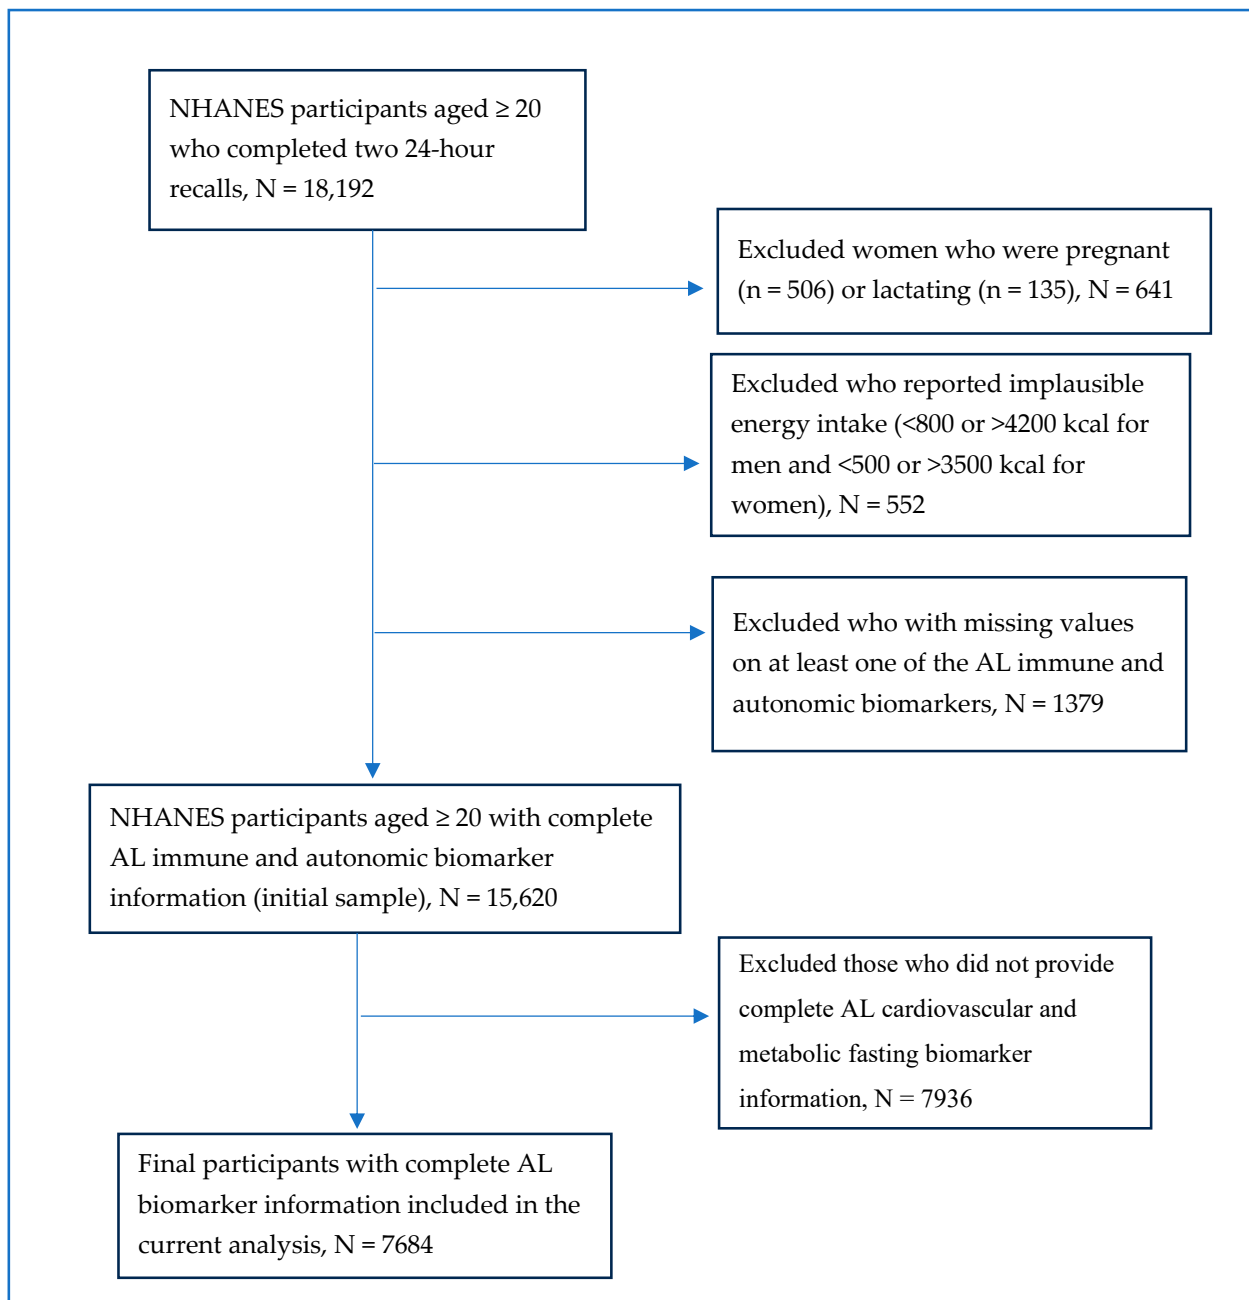 NHANES participants aged ≥ 20
who completed two 24-hour
recalls, N = 18,192
Excluded women who were pregnant
(n = 506) or lactating (n = 135), N = 641
Excluded who reported implausible
energy intake (<800 or >4200 kcal for
men and <500 or >3500 kcal for
women), N = 552
Excluded who with missing values
on at least one of the AL immune and
autonomic biomarkers, N = 1379
NHANES participants aged ≥ 20 with complete
AL immune and autonomic biomarker
information (initial sample), N = 15,620
Excluded those who did not provide
complete AL cardiovascular and
metabolic fasting biomarker
information, N = 7936
Final participants with complete AL
biomarker information included in the
current analysis, N = 7684